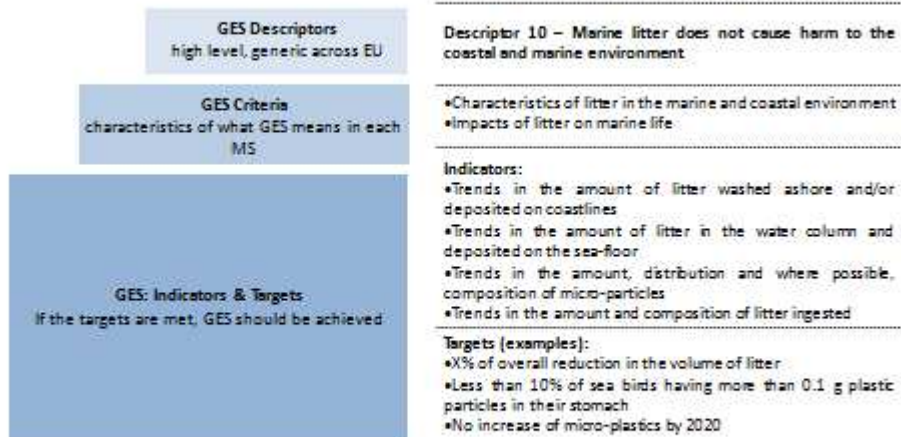 GES Descriptors
high level, generic across EU
Descriptor 10 – Marine litter does not cause harm to the
coastal and marine environment
GES Criteria
characteristics of what GES means in each
MS
•Characteristics of litter in the marine and coastal environment
•Impacts of litter on marine life
GES: Indicators & Targets
If the targets are met, GES should be achieved
Indicators:
•Trends in the amount of litter washed ashore and/or
deposited on coastlines
•Trends in the amount of litter in the water column and
deposited on the sea-floor
•Trends in the amount, distribution and where possible,
composition of micro-particles
•Trends in the amount and composition of litter ingested
Targets (examples):
•X% of overall reduction in the volume of litter
•Less than 10% of sea birds having more than 0.1 g plastic
particles in their stomach
•No increase of micro-plastics by 2020